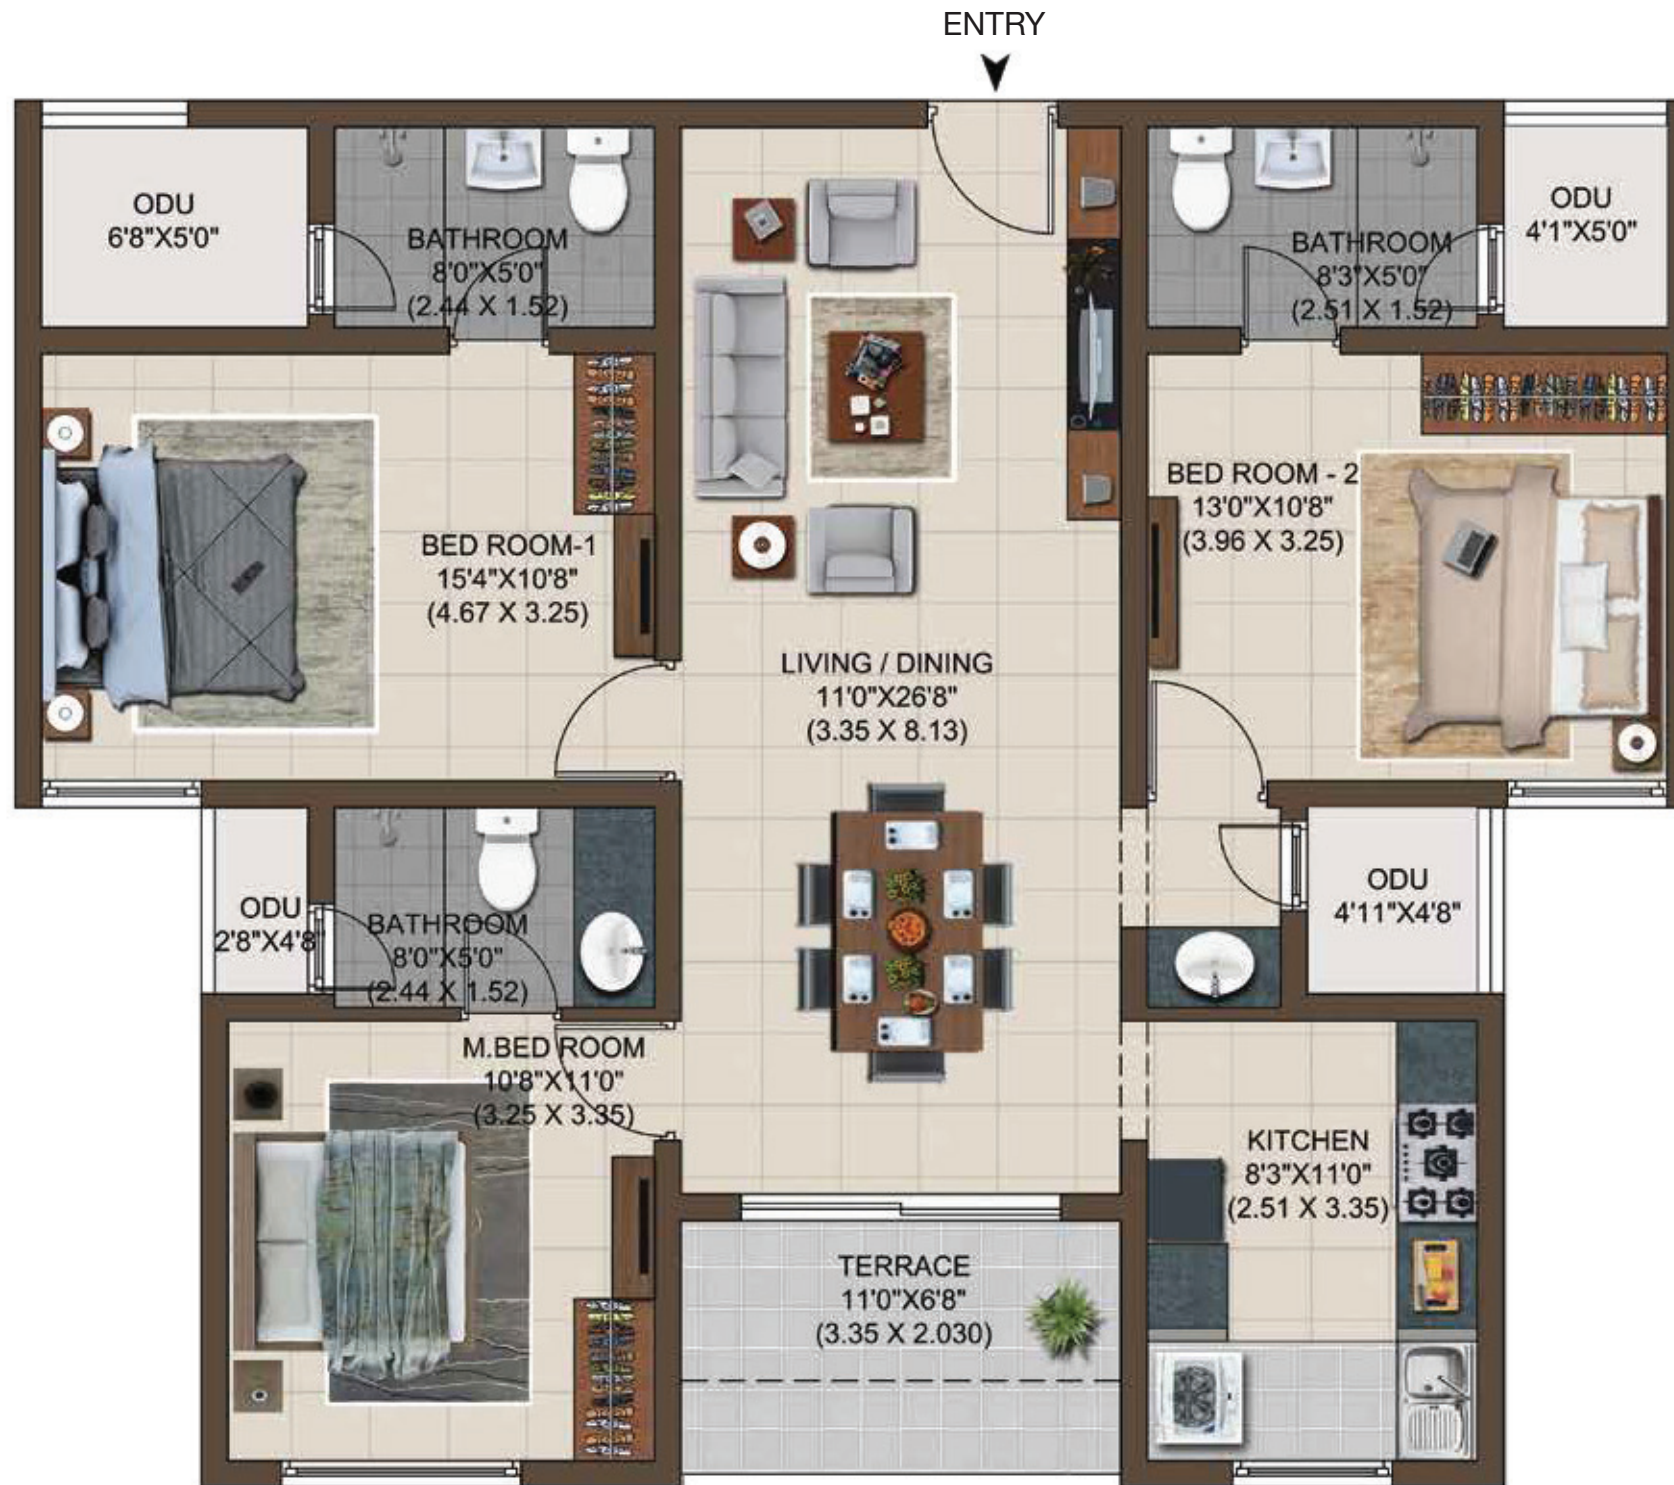 ENTRY
ODU
6'8"X5'0"
BATHROOM
8'0"X5'0"
(2.44 X 1.52)
BATHROOM
8'3"X5'0"
(2.51 X 1.52)
ODU
4'1"X5'0"
BED ROOM-1
15'4"X10'8"
(4.67 X 3.25)
BED ROOM - 2
13'0"X10'8"
(3.96 X 3.25)
LIVING / DINING
11'0"X26'8"
(3.35 X 8.13)
ODU
2'8"X4'8"
BATHROOM
8'0"X5'0"
(2.44 X 1.52)
ODU
4'11"X4'8"
M.BED ROOM
10'8"X11'0"
(3.25 X 3.35)
KITCHEN
8'3"X11'0"
(2.51 X 3.35)
TERRACE
11'0"X6'8"
(3.35 X 2.030)